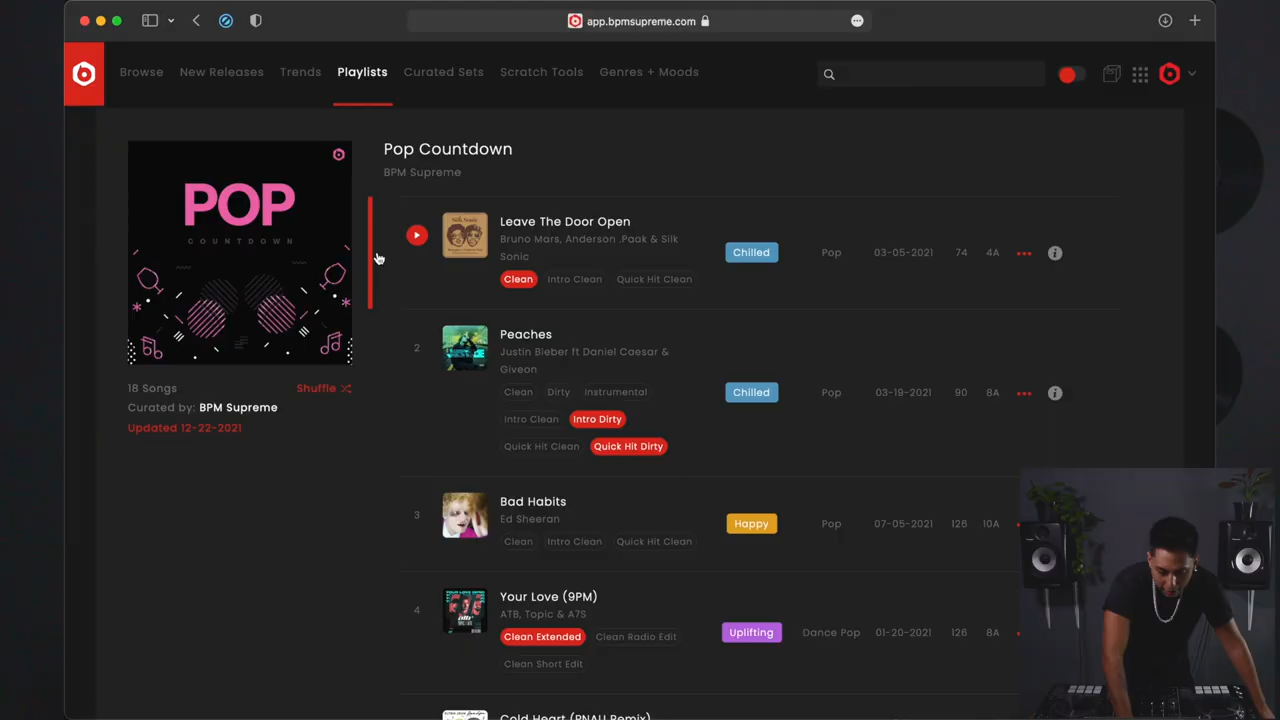 app.bpmsupreme.com
Browse
New Releases
Trends
Playlists
Curated Sets
Scratch Tools
Genres + Moods
POP
COUNTDOWN
18 Songs
Shuffle
Curated by: BPM Supreme
Updated 12-22-2021
Pop Countdown
BPM Supreme
Leave The Door Open
Bruno Mars, Anderson .Paak & Silk
Sonic
Clean Intro Clean Quick Hit Clean
Chilled
Pop
03-05-2021
74
4A
2
Peaches
Justin Bieber ft Daniel Caesar &
Giveon
Clean Dirty Instrumental
Intro Clean Intro Dirty
Quick Hit Clean Quick Hit Dirty
Chilled
Pop
03-19-2021
90
8A
3
Bad Habits
Ed Sheeran
Clean Intro Clean Quick Hit Clean
Happy
Pop
07-05-2021
126
10A
4
Your Love (9PM)
ATB, Topic & A7S
Clean Extended Clean Radio Edit
Clean Short Edit
Uplifting
Dance Pop
01-20-2021
126
8A
Cold Heart (PNAU Remix)